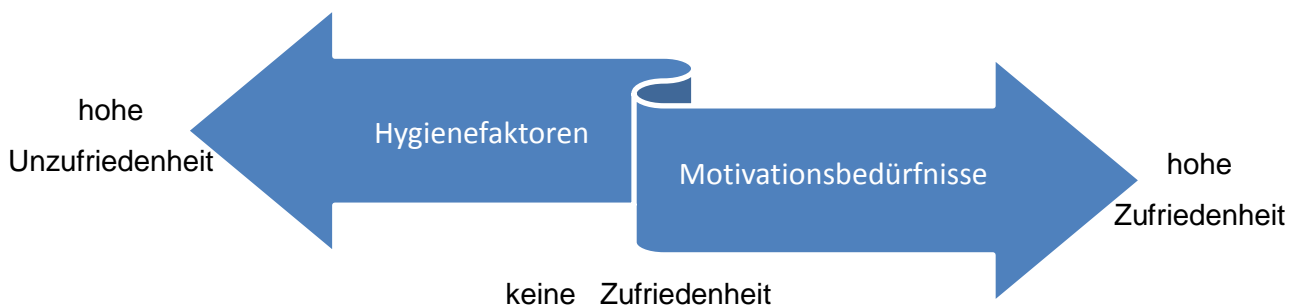 hohe
Unzufriedenheit
Hygienefaktoren
Motivationsbedürfnisse
hohe
Zufriedenheit
keine Zufriedenheit